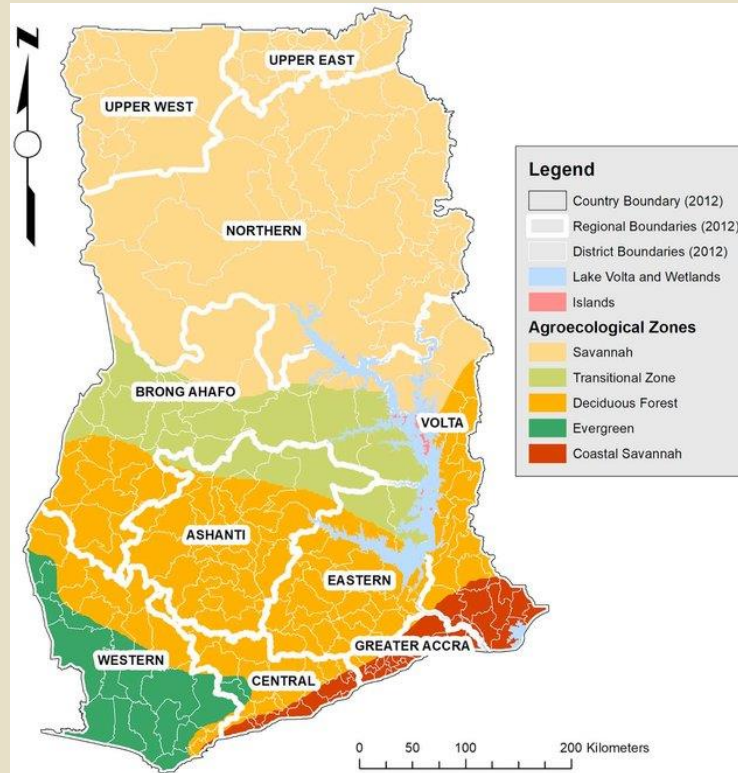 N
UPPER EAST
UPPER WEST
NORTHERN
BRONG AHAFO
VOLTA
ASHANTI
EASTERN
GREATER ACCRA
WESTERN
CENTRAL
Legend
Country Boundary (2012)
Regional Boundaries (2012)
District Boundaries (2012)
Lake Volta and Wetlands
Islands
Agroecological Zones
Savannah
Transitional Zone
Deciduous Forest
Evergreen
Coastal Savannah
0 50 100 200 Kilometers